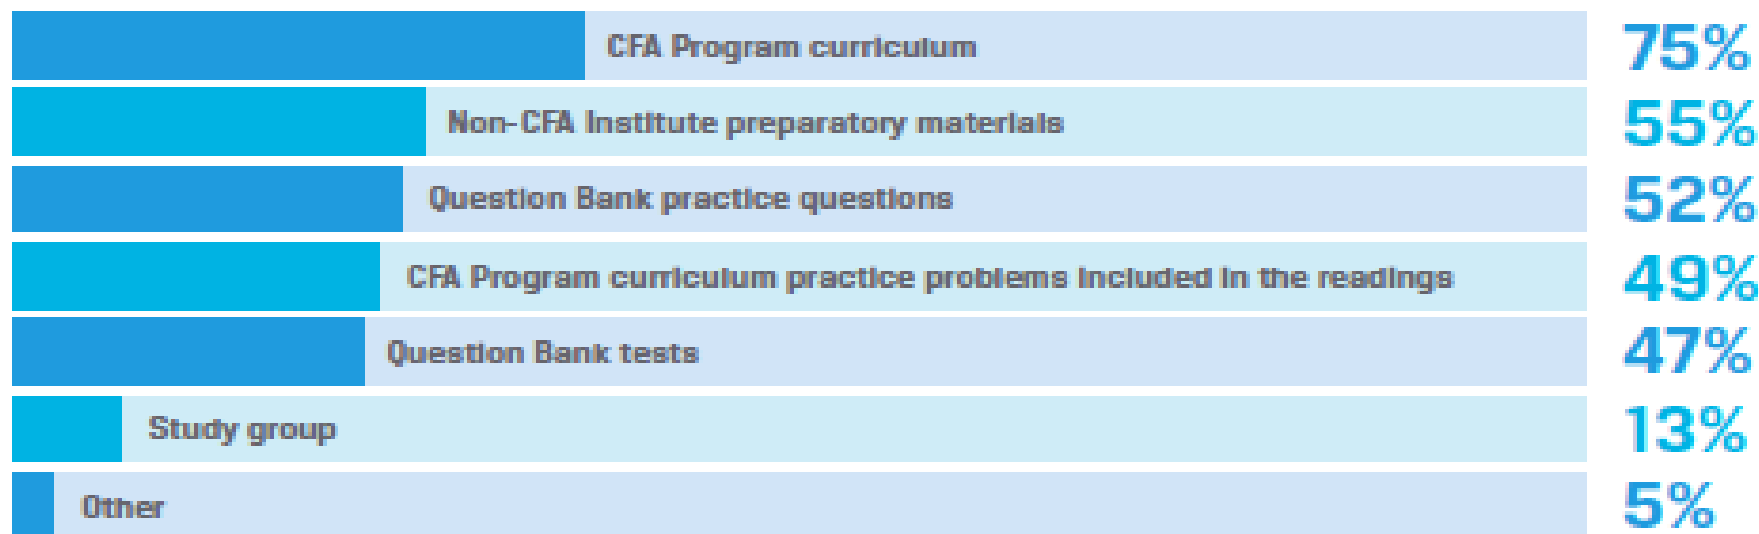 CFA Program curriculum 75%
Non-CFA Institute preparatory materials 55%
Question Bank practice questions 52%
CFA Program curriculum practice problems included in the readings 49%
Question Bank tests 47%
Study group 13%
Other 5%